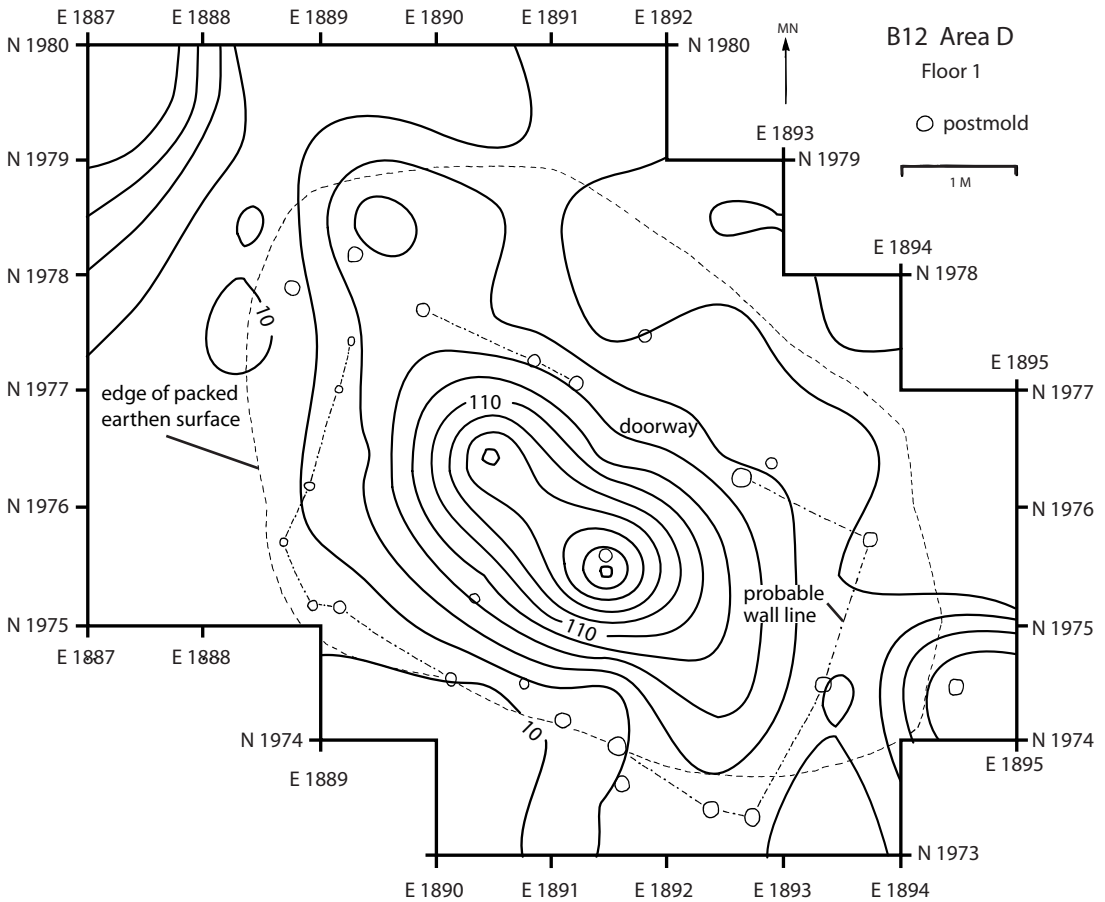 E 1887
E 1888
E 1889
E 1890
E 1891
E 1892
N 1980
N 1980
MN
B12 Area D
Floor 1
postmold
E 1893
N 1979
N 1979
1 M
E 1894
N 1978
N 1978
10
E 1895
N 1977
N 1977
edge of packed
earthen surface
110
doorway
N 1976
N 1976
probable
wall line
110
N 1975
N 1975
E 1887
E 1888
10
N 1974
N 1974
E 1889
E 1895
N 1973
E 1890
E 1891
E 1892
E 1893
E 1894